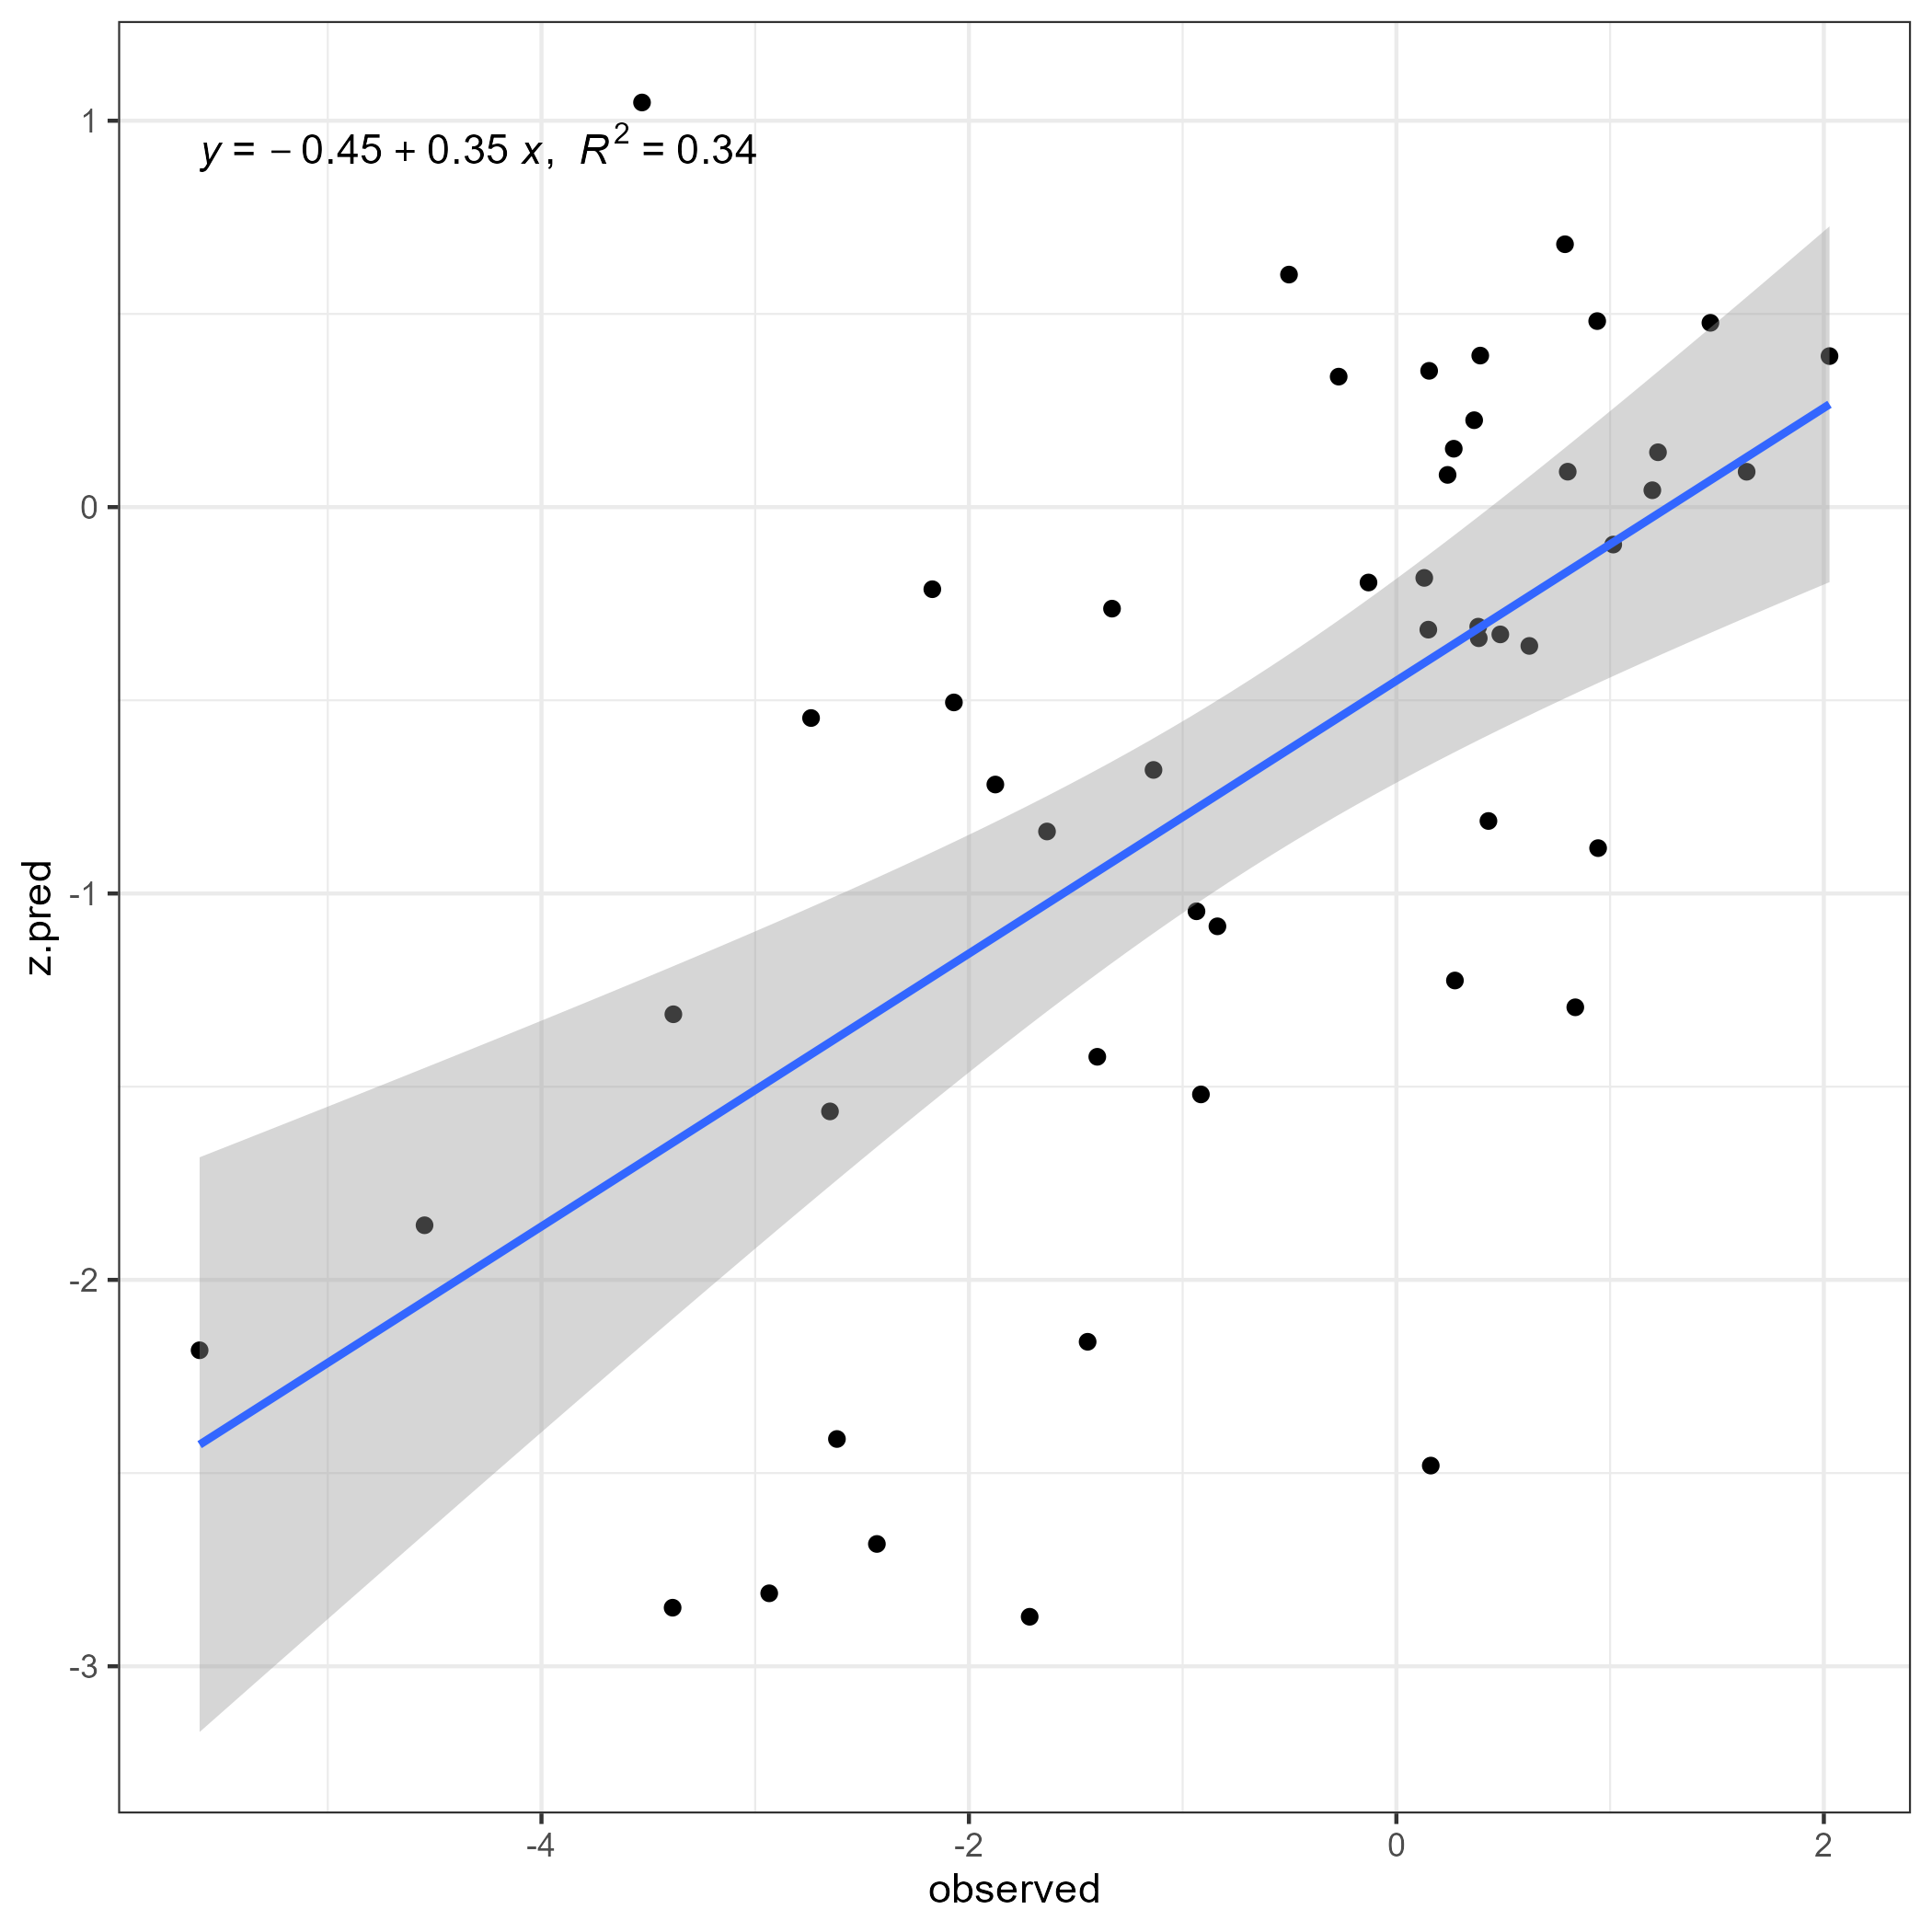 y = − 0.45 + 0.35 x, R² = 0.34
1
0
-1
-2
-3
z.pred
-4 -2 0 2
observed